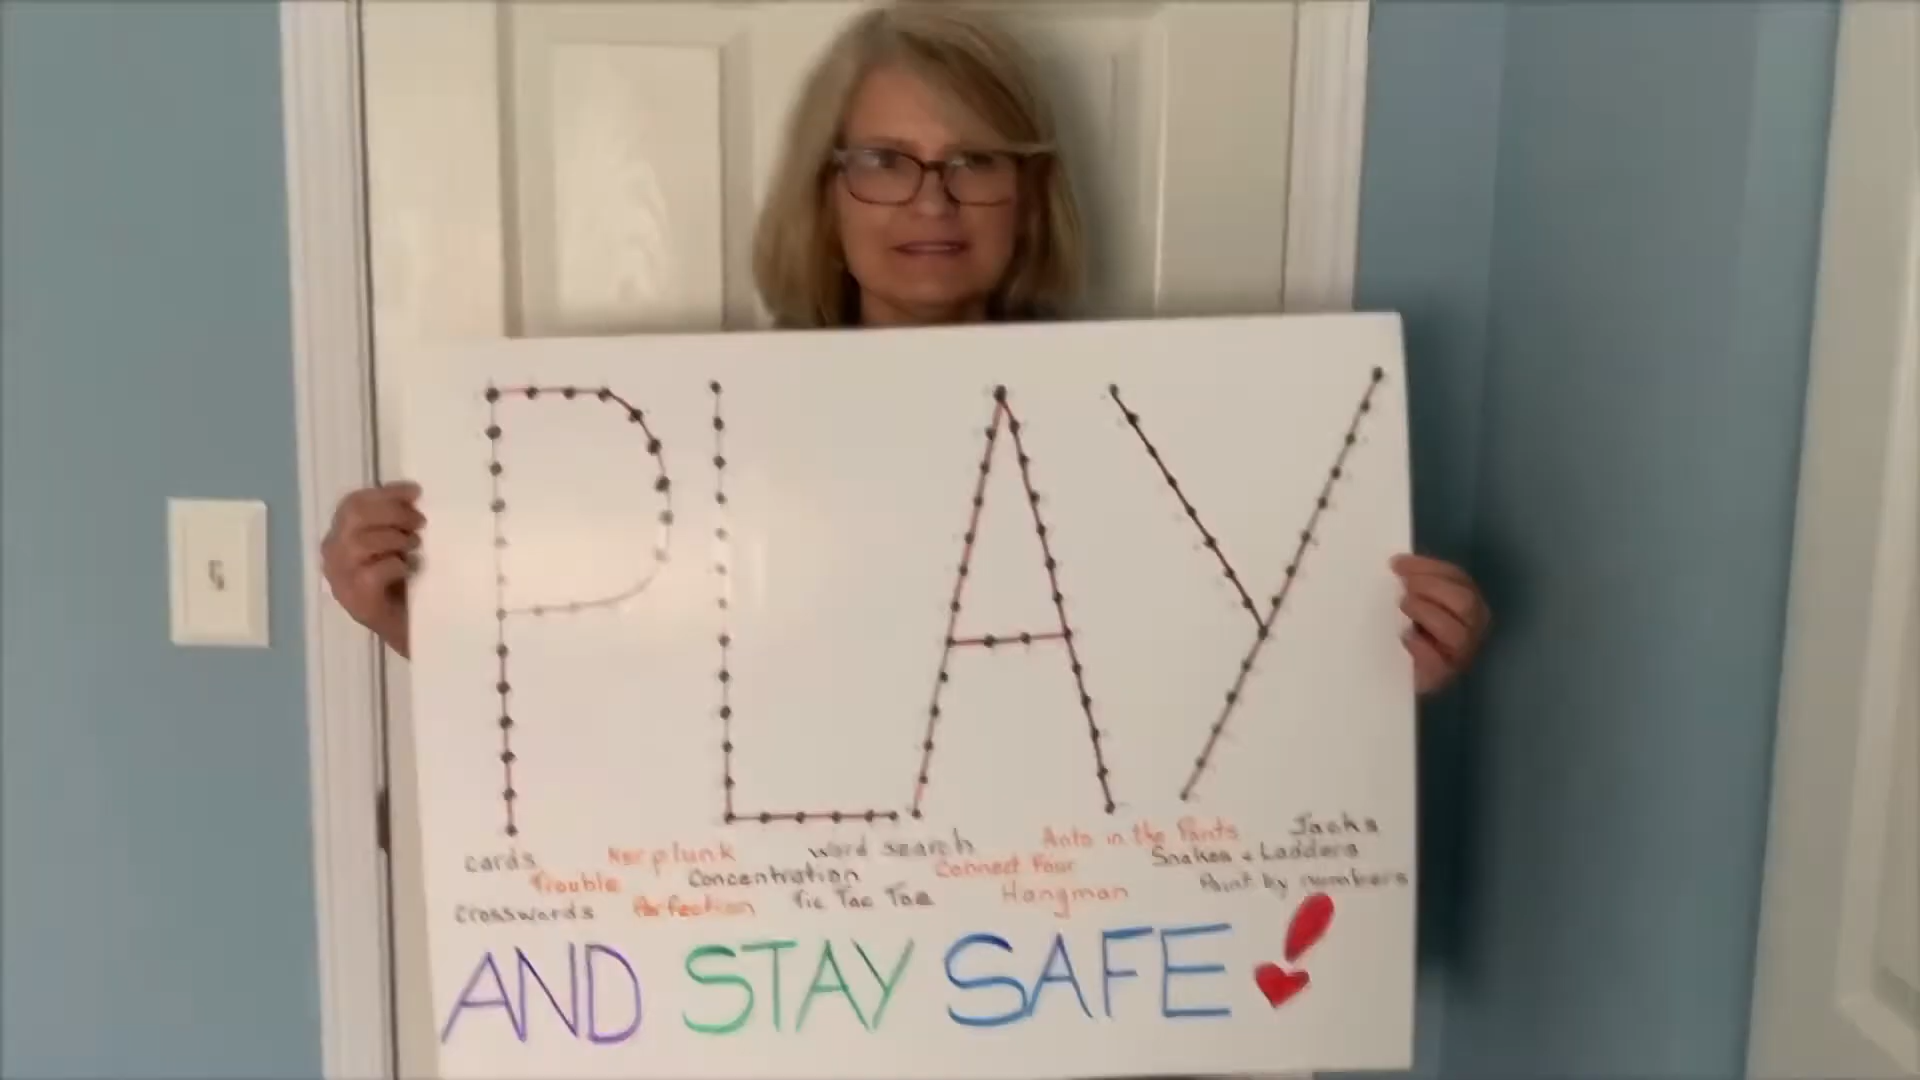 PLAY
cards Kerplunk word search Ants in the Pants Jacks
Trouble Concentration Connect Four Snakes + Ladders
Crosswords Perfection Tic Tac Toe Hangman Paint by numbers
AND STAY SAFE!